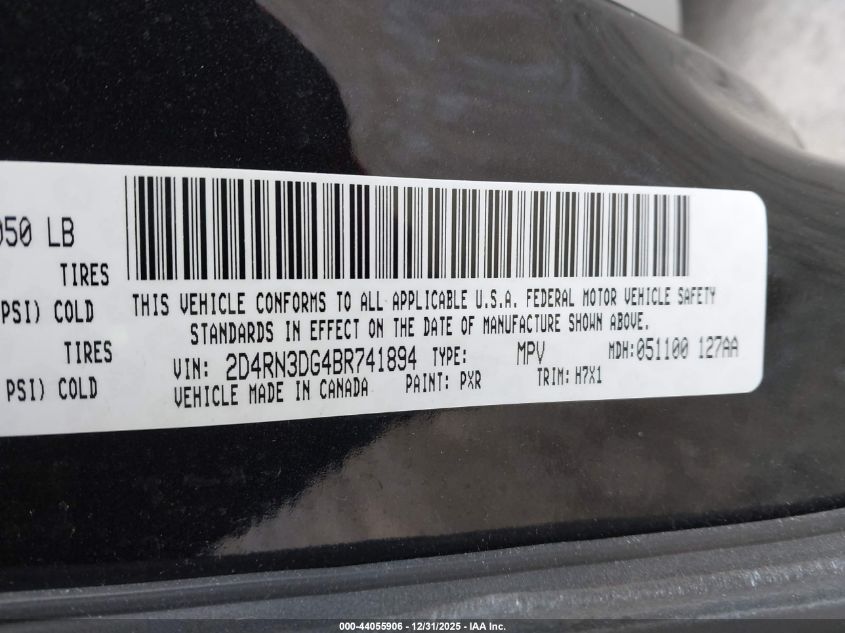 050 LB
TIRES
PSI) COLD
TIRES
PSI) COLD
THIS VEHICLE CONFORMS TO ALL APPLICABLE U.S.A. FEDERAL MOTOR VEHICLE SAFETY
STANDARDS IN EFFECT ON THE DATE OF MANUFACTURE SHOWN ABOVE.
VIN: 2D4RN3DG4BR741894 TYPE: MPV MDH:051100 127AA
VEHICLE MADE IN CANADA PAINT: PXR TRIM: H7X1
000-44055906 - 12/31/2025 - IAA Inc.